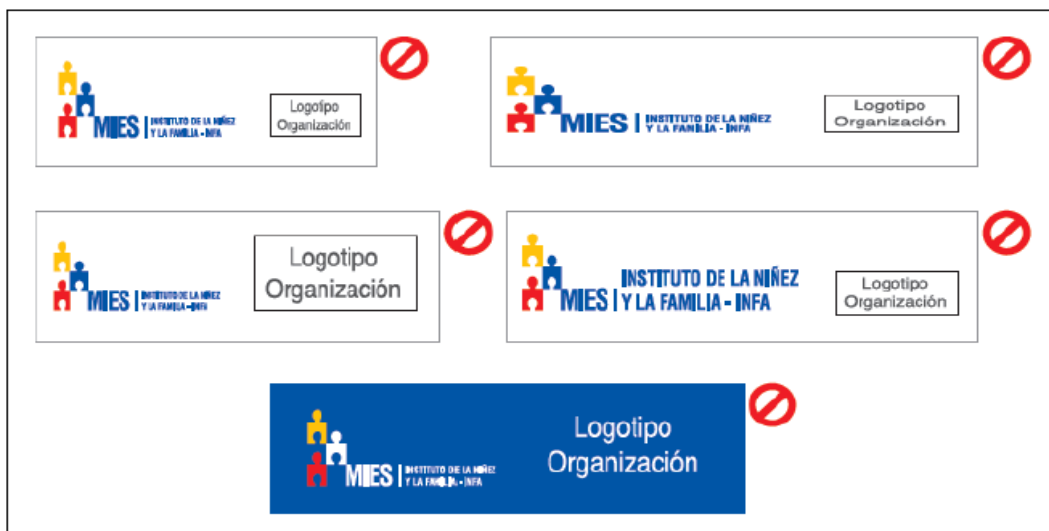 MIES | INSTITUTO DE LA NIÑEZ
Y LA FAMILIA - INFA
Logotipo
Organización
MIES | INSTITUTO DE LA NIÑEZ
Y LA FAMILIA - INFA
Logotipo
Organización
MIES | INSTITUTO DE LA NIÑEZ
Y LA FAMILIA - INFA
Logotipo
Organización
MIES | INSTITUTO DE LA NIÑEZ
Y LA FAMILIA - INFA
Logotipo
Organización
MIES | INSTITUTO DE LA NIÑEZ
Y LA FAMILIA - INFA
Logotipo
Organización